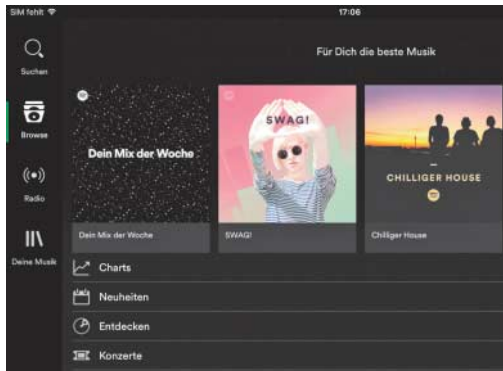 SIM fehlt 17:06
Suchen
Browse
Radio
Deine Musik
Für Dich die beste Musik
Dein Mix der Woche
SWAG!
CHILLIGER HOUSE
Dein Mix der Woche
SWAG!
Chilliger House
Charts
Neuheiten
Entdecken
Konzerte